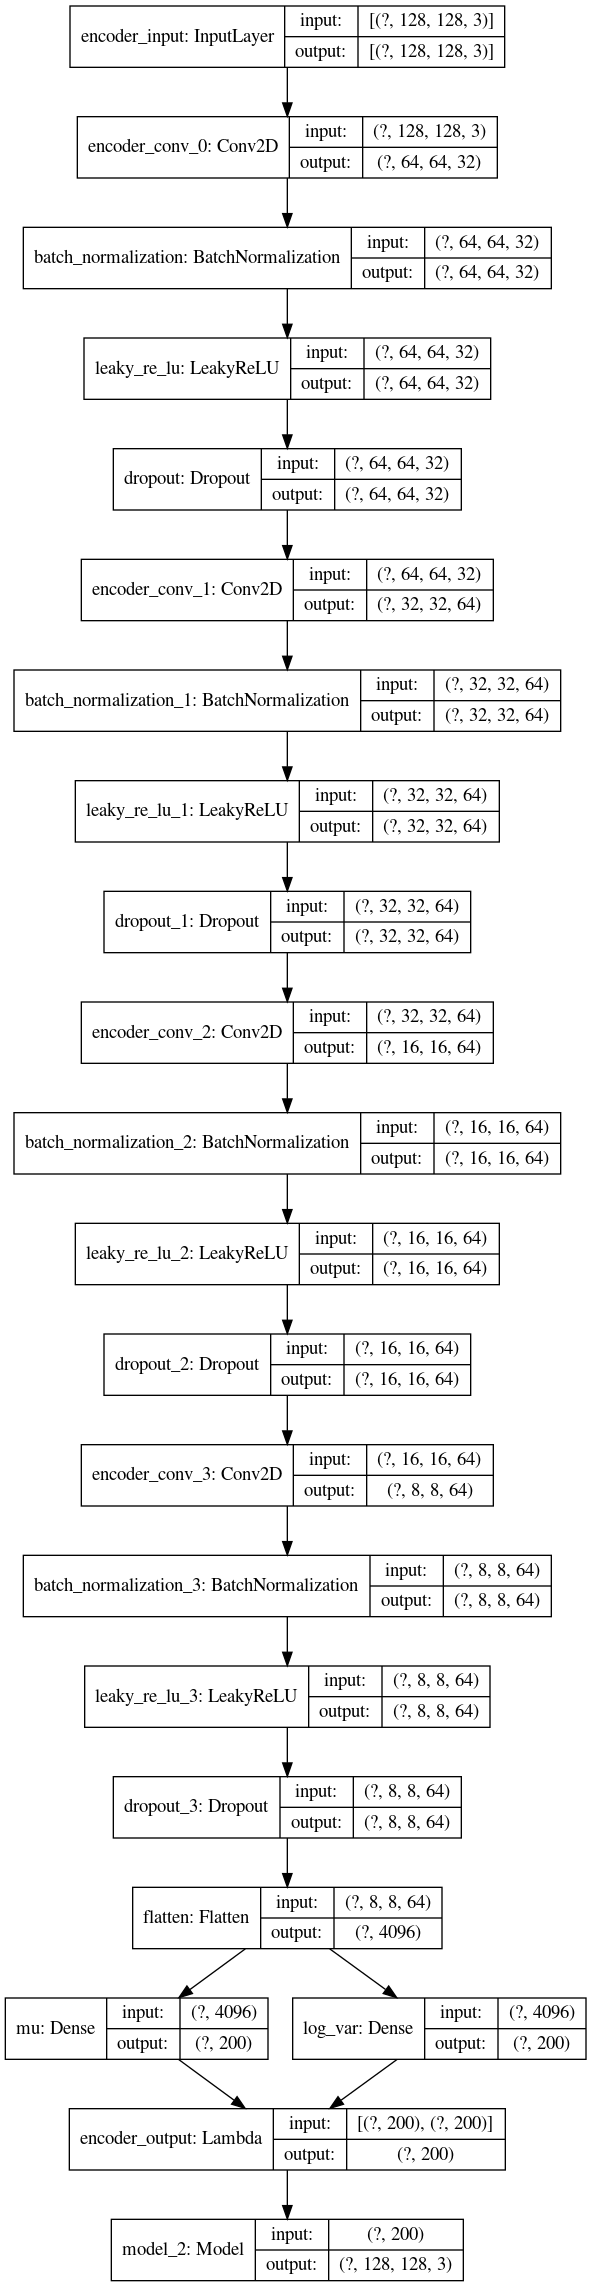 encoder_input: InputLayer
input: [(?, 128, 128, 3)]
output: [(?, 128, 128, 3)]
encoder_conv_0: Conv2D
input: (?, 128, 128, 3)
output: (?, 64, 64, 32)
batch_normalization: BatchNormalization
input: (?, 64, 64, 32)
output: (?, 64, 64, 32)
leaky_re_lu: LeakyReLU
input: (?, 64, 64, 32)
output: (?, 64, 64, 32)
dropout: Dropout
input: (?, 64, 64, 32)
output: (?, 64, 64, 32)
encoder_conv_1: Conv2D
input: (?, 64, 64, 32)
output: (?, 32, 32, 64)
batch_normalization_1: BatchNormalization
input: (?, 32, 32, 64)
output: (?, 32, 32, 64)
leaky_re_lu_1: LeakyReLU
input: (?, 32, 32, 64)
output: (?, 32, 32, 64)
dropout_1: Dropout
input: (?, 32, 32, 64)
output: (?, 32, 32, 64)
encoder_conv_2: Conv2D
input: (?, 32, 32, 64)
output: (?, 16, 16, 64)
batch_normalization_2: BatchNormalization
input: (?, 16, 16, 64)
output: (?, 16, 16, 64)
leaky_re_lu_2: LeakyReLU
input: (?, 16, 16, 64)
output: (?, 16, 16, 64)
dropout_2: Dropout
input: (?, 16, 16, 64)
output: (?, 16, 16, 64)
encoder_conv_3: Conv2D
input: (?, 16, 16, 64)
output: (?, 8, 8, 64)
batch_normalization_3: BatchNormalization
input: (?, 8, 8, 64)
output: (?, 8, 8, 64)
leaky_re_lu_3: LeakyReLU
input: (?, 8, 8, 64)
output: (?, 8, 8, 64)
dropout_3: Dropout
input: (?, 8, 8, 64)
output: (?, 8, 8, 64)
flatten: Flatten
input: (?, 8, 8, 64)
output: (?, 4096)
mu: Dense
input: (?, 4096)
output: (?, 200)
log_var: Dense
input: (?, 4096)
output: (?, 200)
encoder_output: Lambda
input: [(?, 200), (?, 200)]
output: (?, 200)
model_2: Model
input: (?, 200)
output: (?, 128, 128, 3)